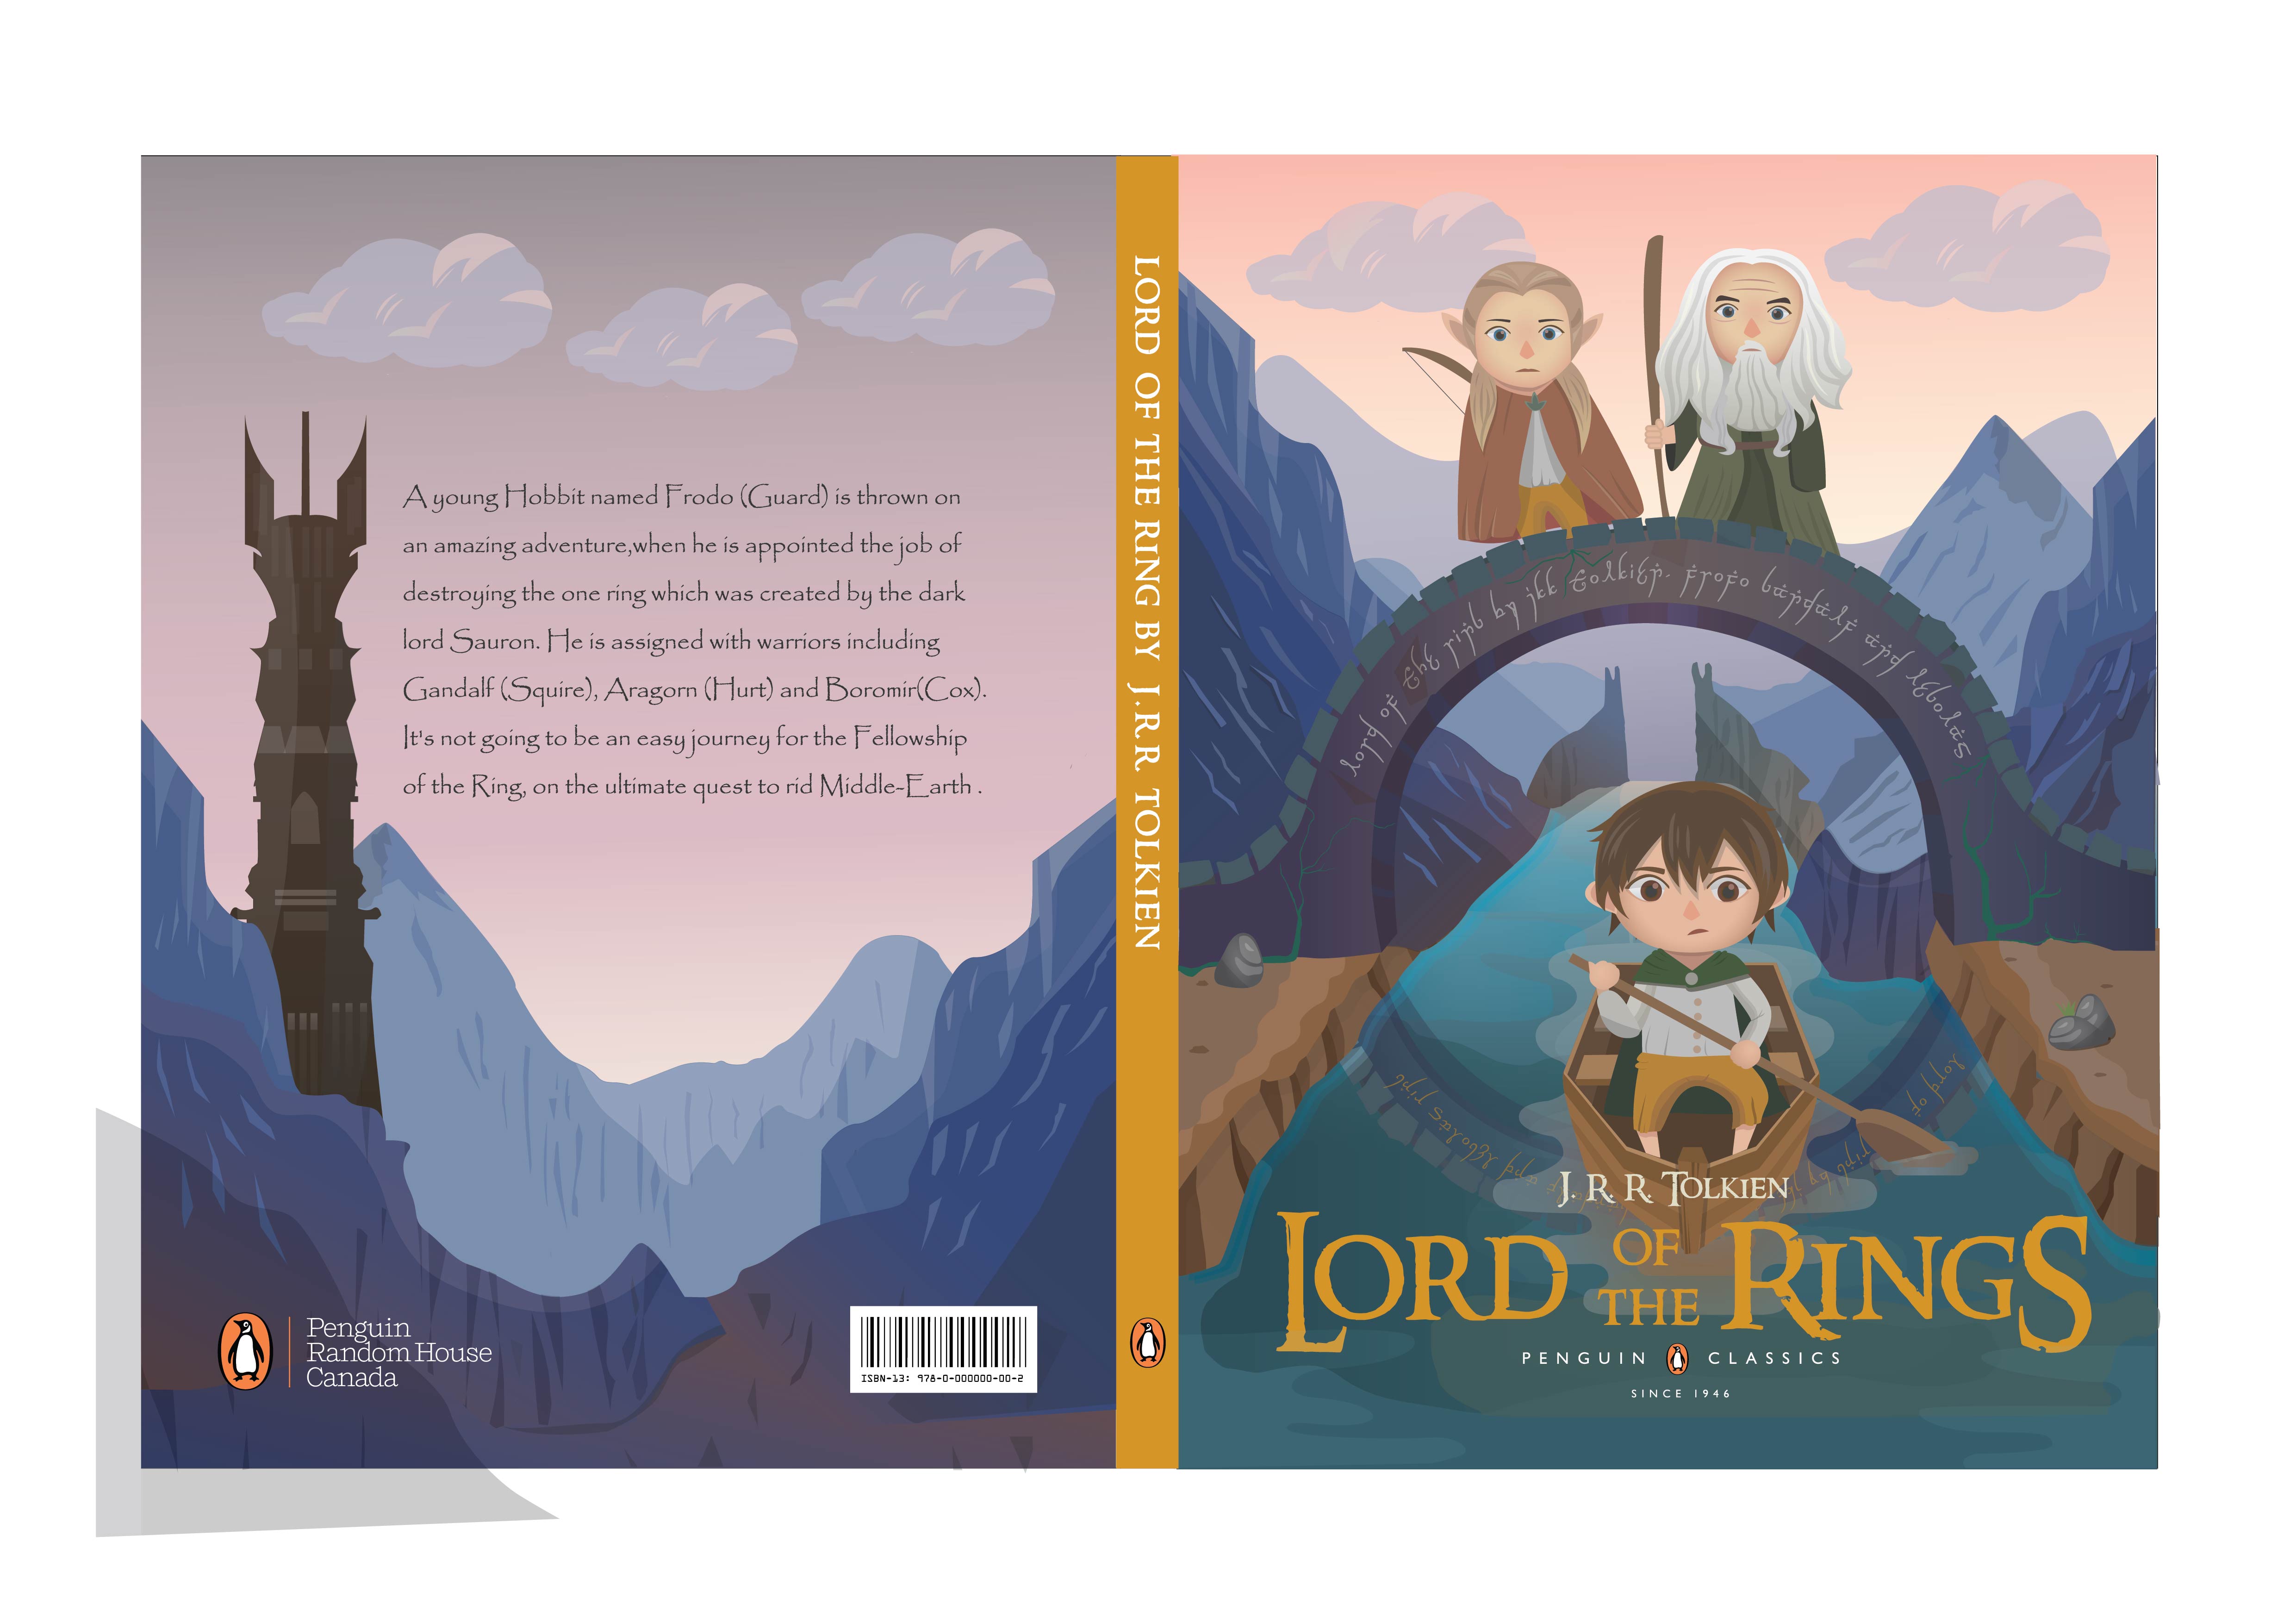 A young Hobbit named Frodo (Guard) is thrown on
an amazing adventure,when he is appointed the job of
destroying the one ring which was created by the dark
lord Sauron. He is assigned with warriors including
Gandalf (Squire), Aragorn (Hurt) and Boromir(Cox).
It's not going to be an easy journey for the Fellowship
of the Ring, on the ultimate quest to rid Middle-Earth .
Penguin
Random House
Canada
ISBN-13: 978-0-000000-00-2
LORD OF THE RING BY J.R.R TOLKIEN
J. R. R. TOLKIEN
LORD OF THE RINGS
PENGUIN CLASSICS
SINCE 1946